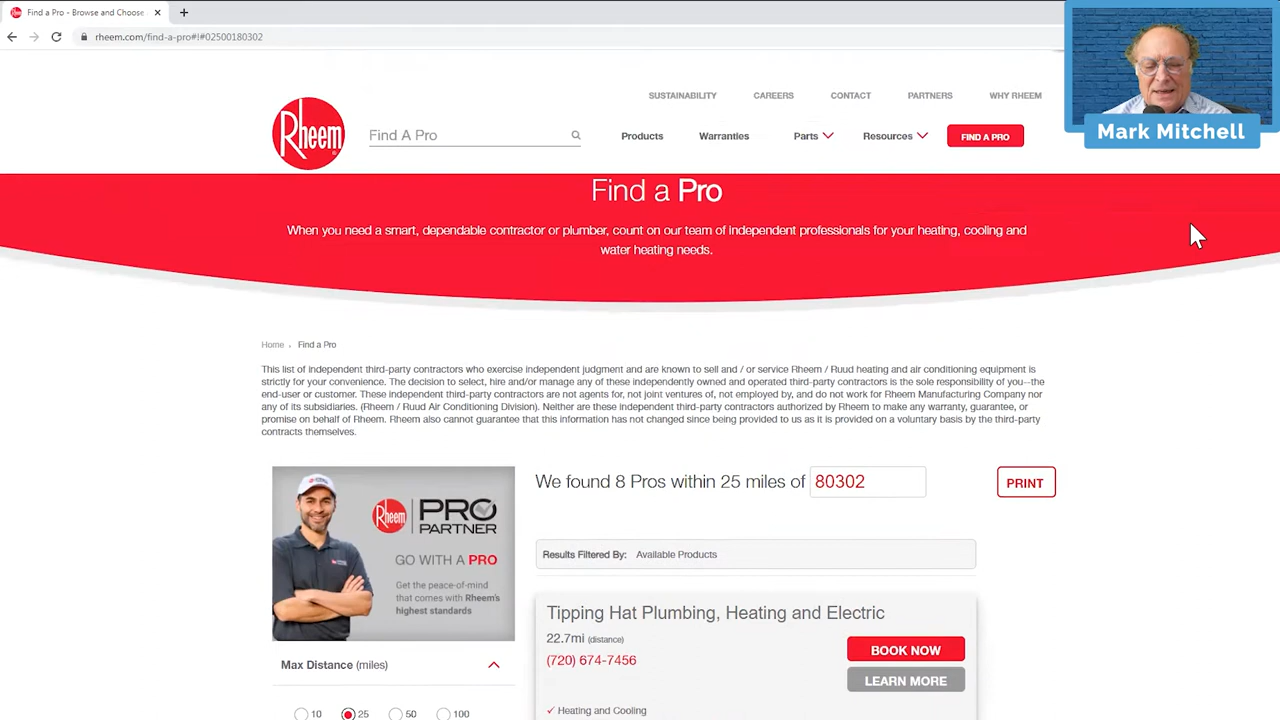 Find a Pro - Browse and Choose
rheem.com/find-a-pro#!#02500180302
Mark Mitchell
SUSTAINABILITY CAREERS CONTACT PARTNERS WHY RHEEM
Rheem
Find A Pro
Products Warranties Parts Resources FIND A PRO
Find a Pro
When you need a smart, dependable contractor or plumber, count on our team of independent professionals for your heating, cooling and
water heating needs.
Home Find a Pro
This list of independent third-party contractors who exercise independent judgment and are known to sell and / or service Rheem / Ruud heating and air conditioning equipment is
strictly for your convenience. The decision to select, hire and/or manage any of these independently owned and operated third-party contractors is the sole responsibility of you--the
end-user or customer. These independent third-party contractors are not agents for, not joint ventures of, not employed by, and do not work for Rheem Manufacturing Company nor
any of its subsidiaries. (Rheem / Ruud Air Conditioning Division). Neither are these independent third-party contractors authorized by Rheem to make any warranty, guarantee, or
promise on behalf of Rheem. Rheem also cannot guarantee that this information has not changed since being provided to us as it is provided on a voluntary basis by the third-party
contracts themselves.
Rheem PRO
PARTNER
GO WITH A PRO
Get the peace-of-mind
that comes with Rheem's
highest standards
Max Distance (miles)
10 25 50 100
We found 8 Pros within 25 miles of 80302
PRINT
Results Filtered By: Available Products
Tipping Hat Plumbing, Heating and Electric
22.7mi (distance)
(720) 674-7456
BOOK NOW
LEARN MORE
✓ Heating and Cooling